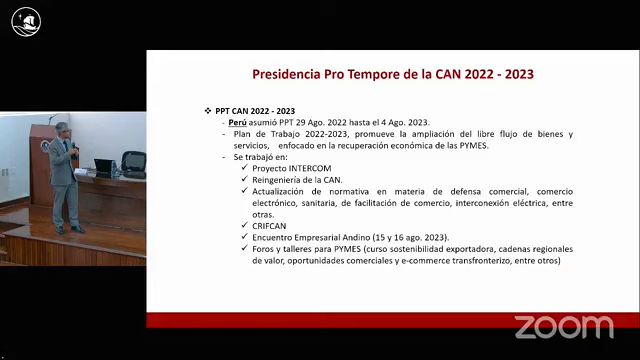 Presidencia Pro Tempore de la CAN 2022 - 2023
❖ PPT CAN 2022 - 2023
- Perú asumió PPT 29 Ago. 2022 hasta el 4 Ago. 2023.
- Plan de Trabajo 2022-2023, promueve la ampliación del libre flujo de bienes y
servicios, enfocado en la recuperación económica de las PYMES.
- Se trabajó en:
✓ Proyecto INTERCOM
✓ Reingeniería de la CAN.
✓ Actualización de normativa en materia de defensa comercial, comercio
electrónico, sanitaria, de facilitación de comercio, interconexión eléctrica, entre
otras.
✓ CRIFCAN
✓ Encuentro Empresarial Andino (15 y 16 ago. 2023).
✓ Foros y talleres para PYMES (curso sostenibilidad exportadora, cadenas regionales
de valor, oportunidades comerciales y e-commerce transfronterizo, entre otros)
zoom